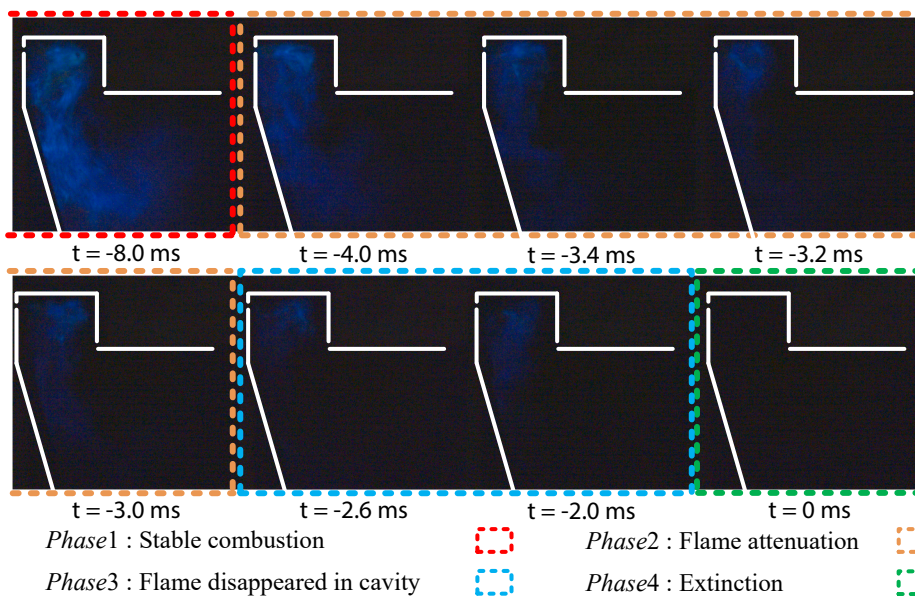 t = -8.0 ms t = -4.0 ms t = -3.4 ms t = -3.2 ms
t = -3.0 ms t = -2.6 ms t = -2.0 ms t = 0 ms
Phase1 : Stable combustion Phase2 : Flame attenuation
Phase3 : Flame disappeared in cavity Phase4 : Extinction